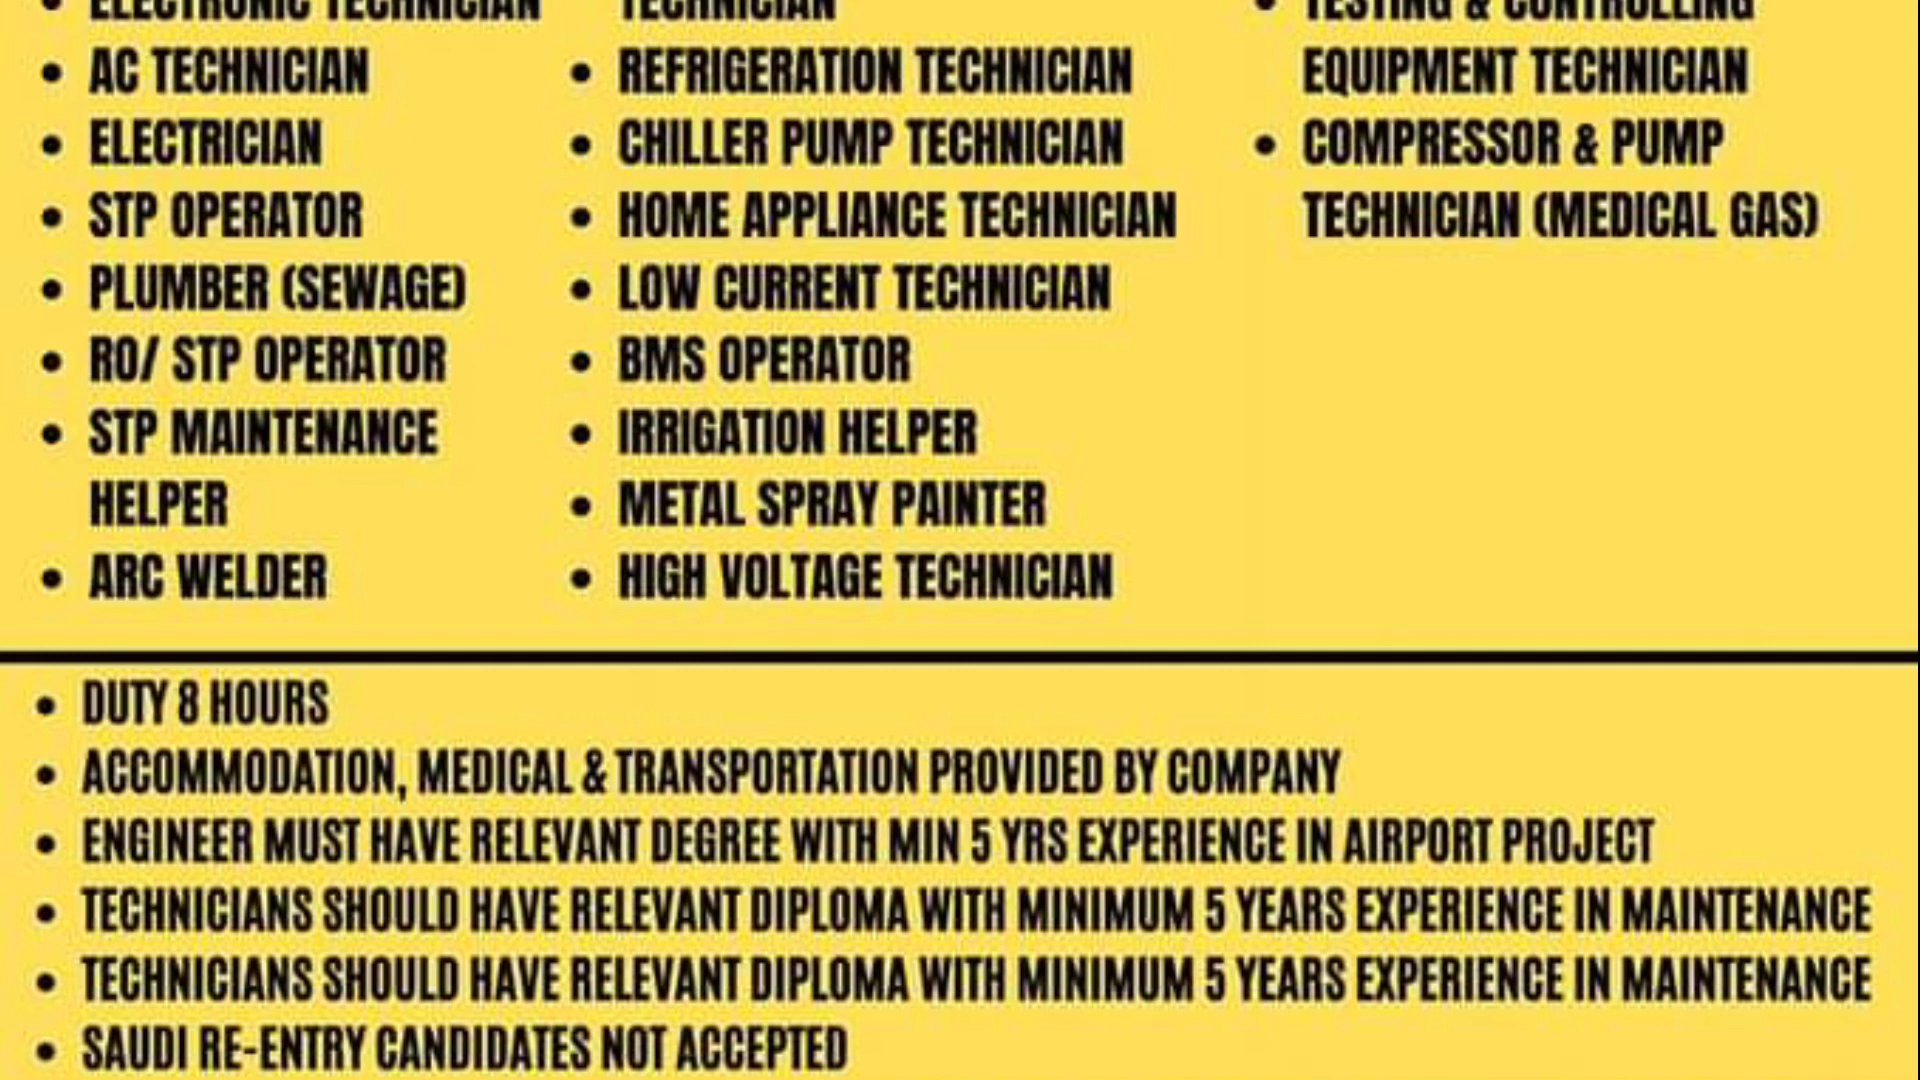 ELECTRONIC TECHNICIAN
AC TECHNICIAN
ELECTRICIAN
STP OPERATOR
PLUMBER (SEWAGE)
RO/ STP OPERATOR
STP MAINTENANCE
HELPER
ARC WELDER
TECHNICIAN
REFRIGERATION TECHNICIAN
CHILLER PUMP TECHNICIAN
HOME APPLIANCE TECHNICIAN
LOW CURRENT TECHNICIAN
BMS OPERATOR
IRRIGATION HELPER
METAL SPRAY PAINTER
HIGH VOLTAGE TECHNICIAN
TESTING & CONTROLLING
EQUIPMENT TECHNICIAN
COMPRESSOR & PUMP
TECHNICIAN (MEDICAL GAS)
DUTY 8 HOURS
ACCOMMODATION, MEDICAL & TRANSPORTATION PROVIDED BY COMPANY
ENGINEER MUST HAVE RELEVANT DEGREE WITH MIN 5 YRS EXPERIENCE IN AIRPORT PROJECT
TECHNICIANS SHOULD HAVE RELEVANT DIPLOMA WITH MINIMUM 5 YEARS EXPERIENCE IN MAINTENANCE
TECHNICIANS SHOULD HAVE RELEVANT DIPLOMA WITH MINIMUM 5 YEARS EXPERIENCE IN MAINTENANCE
SAUDI RE-ENTRY CANDIDATES NOT ACCEPTED